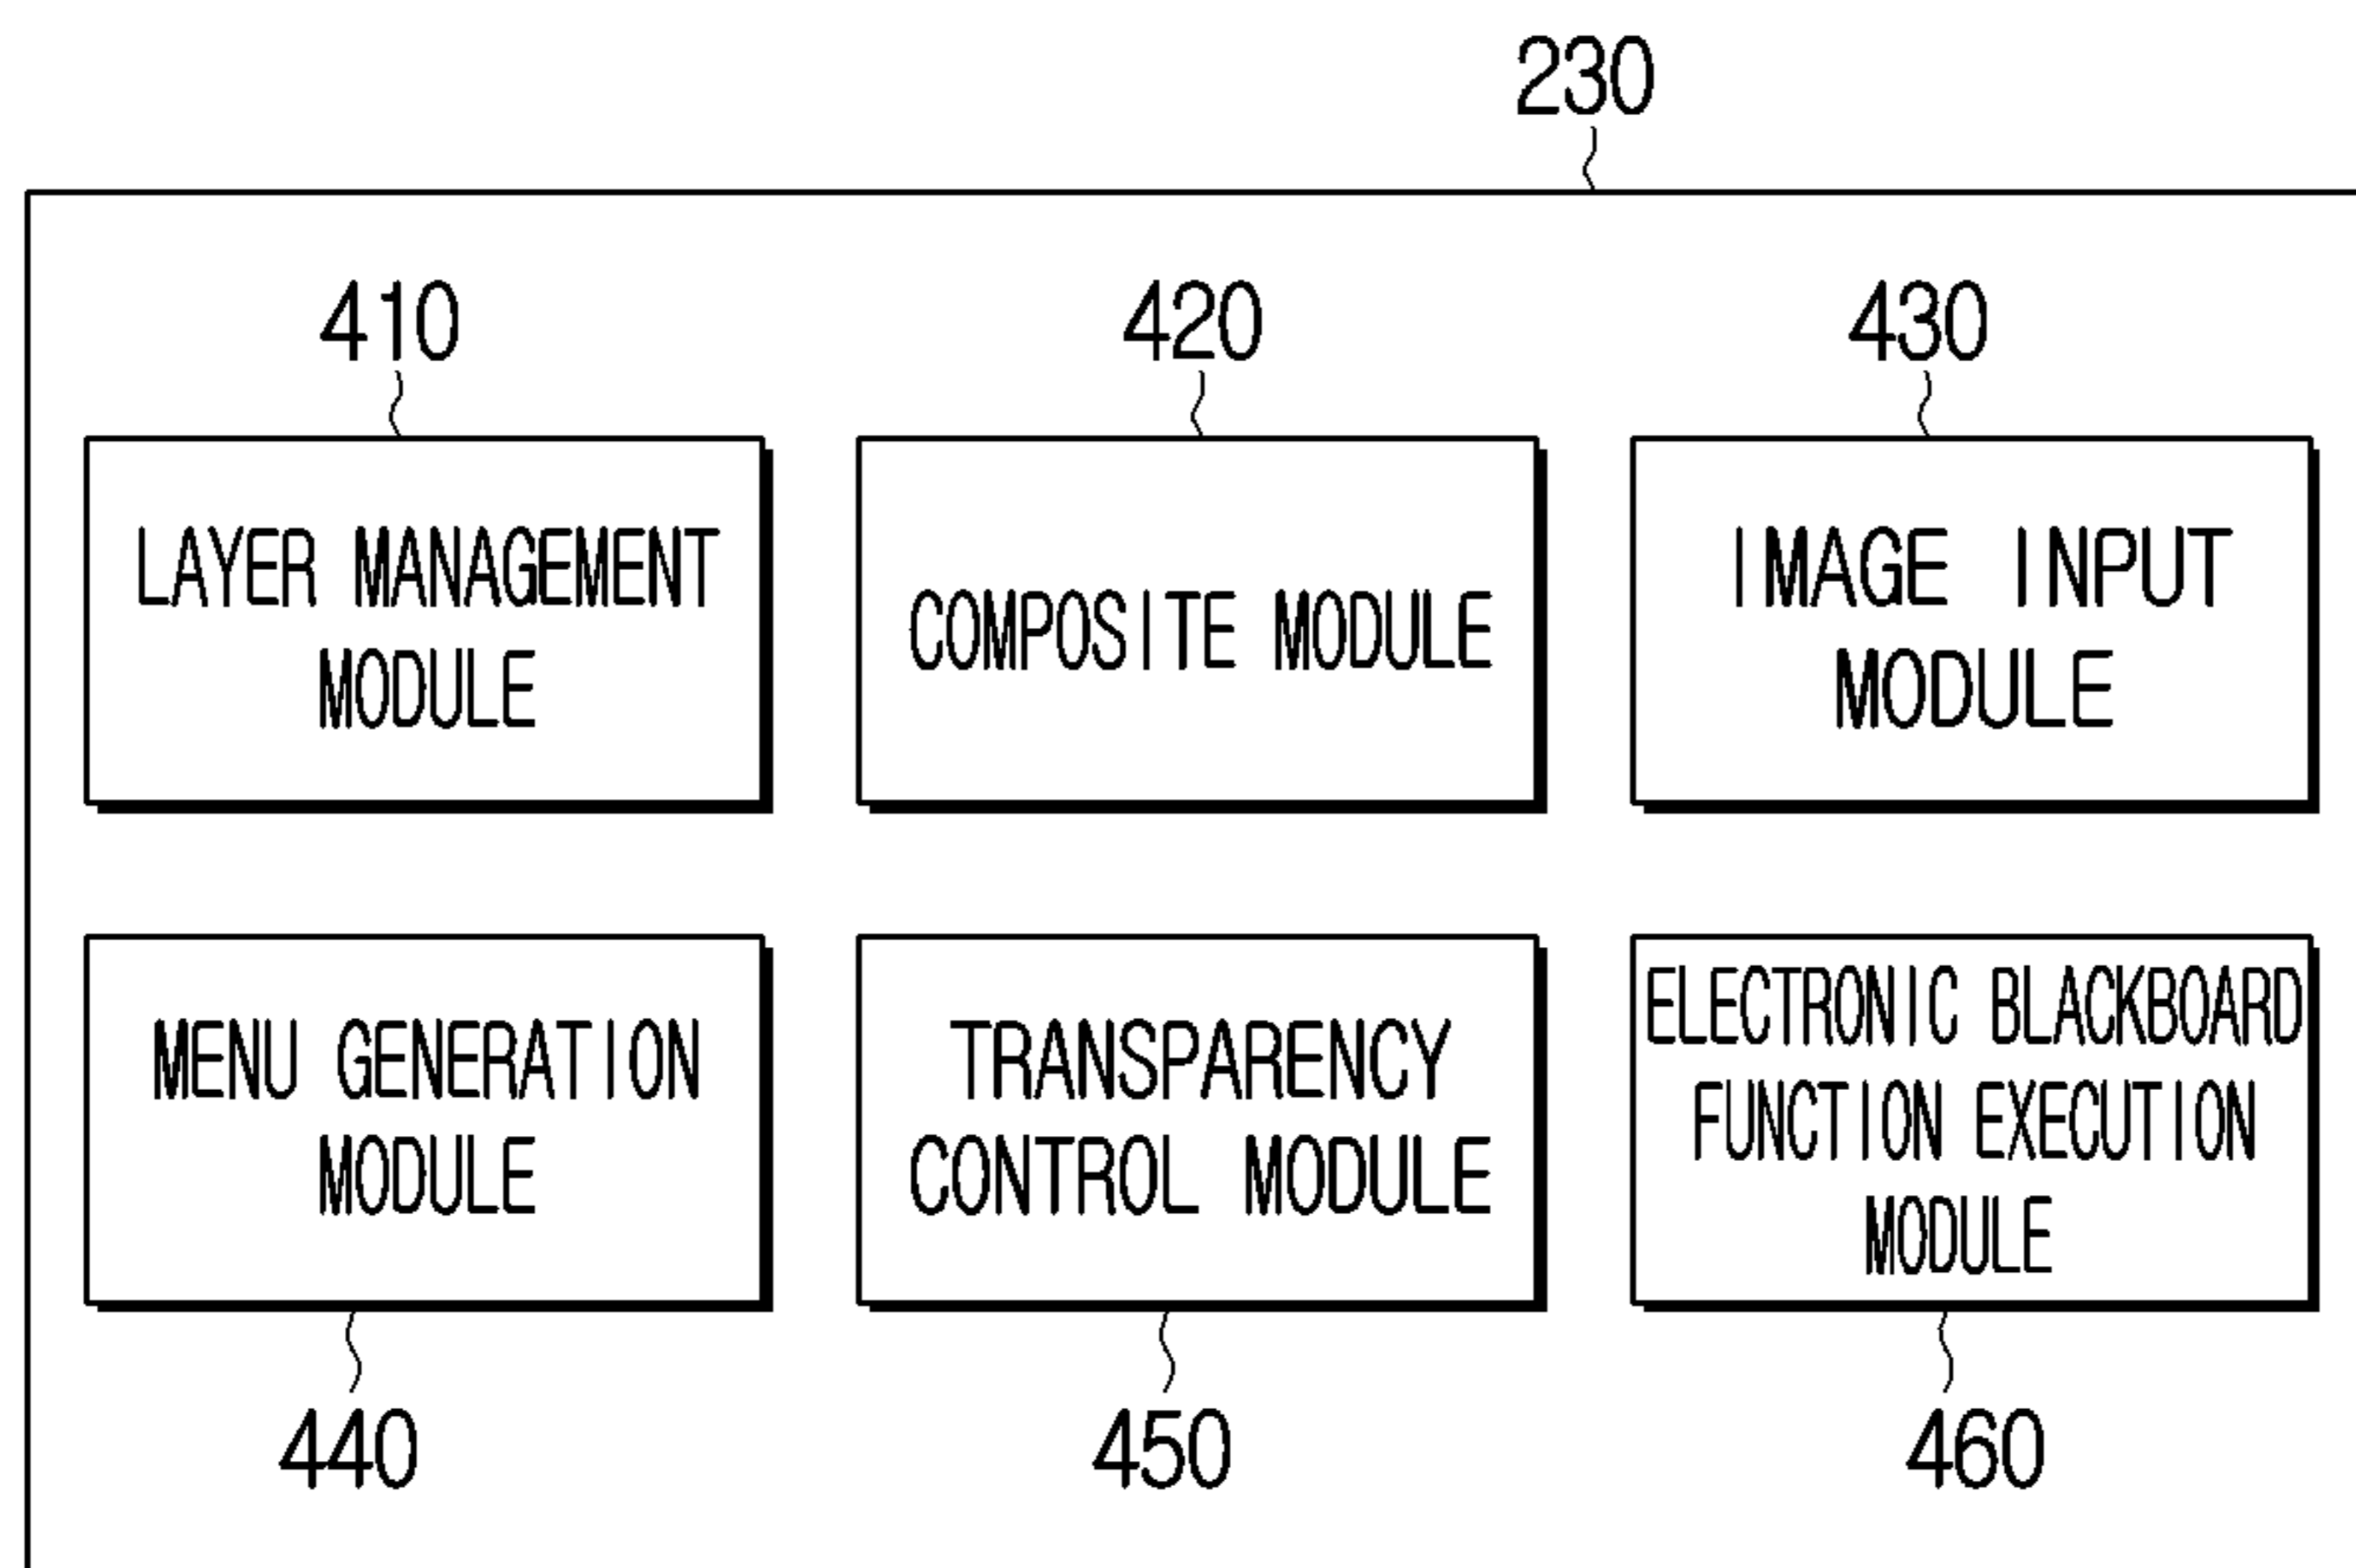 230
410
420
430
LAYER MANAGEMENT
MODULE
COMPOSITE MODULE
IMAGE INPUT
MODULE
MENU GENERATION
MODULE
TRANSPARENCY
CONTROL MODULE
ELECTRONIC BLACKBOARD
FUNCTION EXECUTION
MODULE
440
450
460